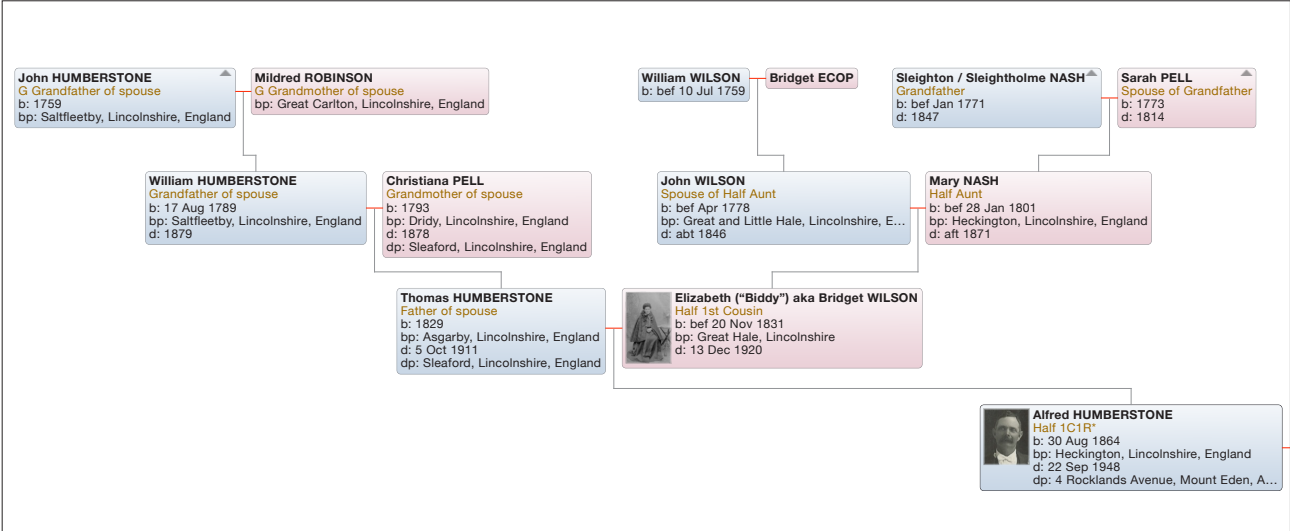 John HUMBERSTONE
G Grandfather of spouse
b: 1759
bp: Saltfleetby, Lincolnshire, England
Mildred ROBINSON
G Grandmother of spouse
bp: Great Carlton, Lincolnshire, England
William WILSON
b: bef 10 Jul 1759
Bridget ECOP
Sleighton / Sleightholme NASH
Grandfather
b: bef Jan 1771
d: 1847
Sarah PELL
Spouse of Grandfather
b: 1773
d: 1814
William HUMBERSTONE
Grandfather of spouse
b: 17 Aug 1789
bp: Saltfleetby, Lincolnshire, England
d: 1879
Christiana PELL
Grandmother of spouse
b: 1793
bp: Dridy, Lincolnshire, England
d: 1878
dp: Sleaford, Lincolnshire, England
John WILSON
Spouse of Half Aunt
b: bef Apr 1778
bp: Great and Little Hale, Lincolnshire, E...
d: abt 1846
Mary NASH
Half Aunt
b: bef 28 Jan 1801
bp: Heckington, Lincolnshire, England
d: aft 1871
Thomas HUMBERSTONE
Father of spouse
b: 1829
bp: Asgarby, Lincolnshire, England
d: 5 Oct 1911
dp: Sleaford, Lincolnshire, England
Elizabeth (“Biddy”) aka Bridget WILSON
Half 1st Cousin
b: bef 20 Nov 1831
bp: Great Hale, Lincolnshire
d: 13 Dec 1920
Alfred HUMBERSTONE
Half 1C1R*
b: 30 Aug 1864
bp: Heckington, Lincolnshire, England
d: 22 Sep 1948
dp: 4 Rocklands Avenue, Mount Eden, A...